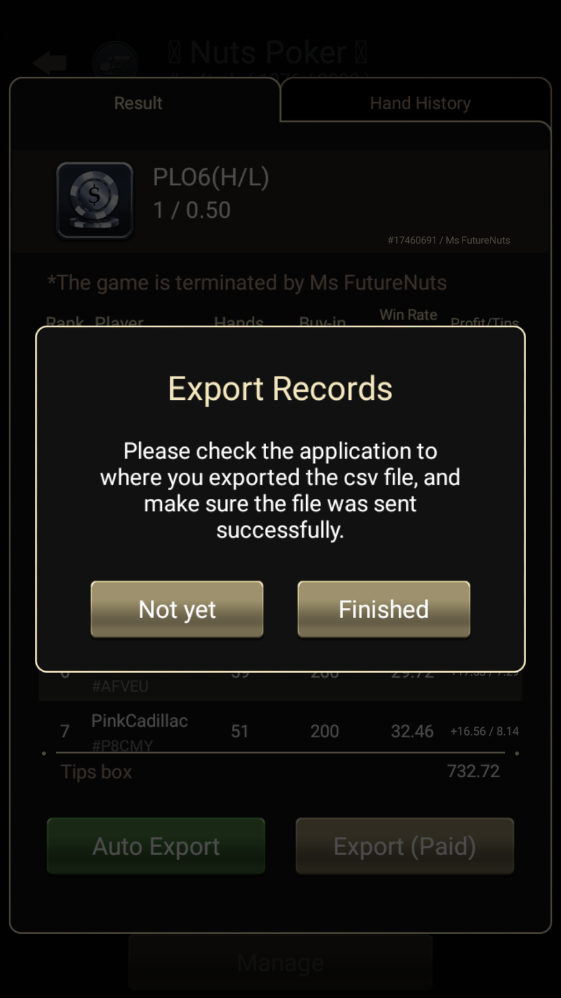 Nuts Poker
Result
Hand History
PLO6(H/L)
1 / 0.50
#17460691 / Ms FutureNuts
*The game is terminated by Ms FutureNuts
Rank Player Hands Buy-in Win Rate Profit/Tips
Export Records
Please check the application to
where you exported the csv file, and
make sure the file was sent
successfully.
Not yet
Finished
#AFVEU
7 PinkCadillac 51 200 32.46 +16.56 / 8.14
#P8CMY
Tips box 732.72
Auto Export
Export (Paid)
Manage